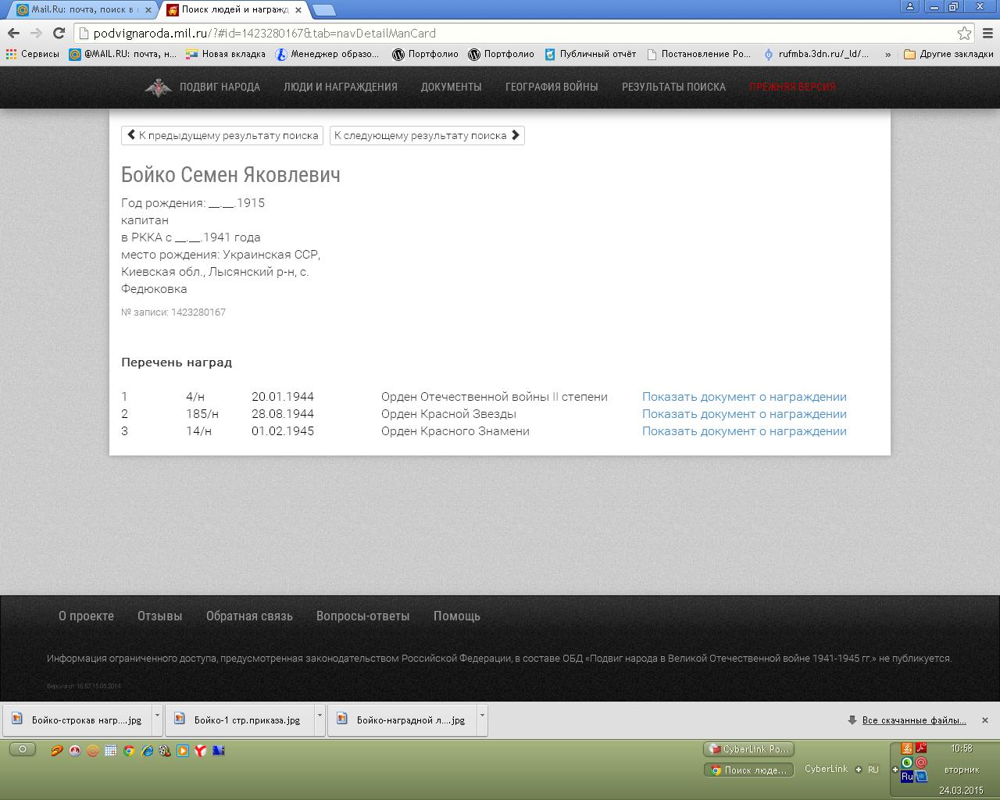 Mail.Ru: почта, поиск в
Поиск людей и награжд
podvignaroda.mil.ru/?#id=1423280167&tab=navDetailManCard
Сервисы
@MAIL.RU: почта, н...
Новая вкладка
Менеджер образо...
Портфолио
Портфолио
Публичный отчёт
Постановление Ро...
rufmba.3dn.ru/_ld/...
»
Другие закладки
ПОДВИГ НАРОДА
ЛЮДИ И НАГРАЖДЕНИЯ
ДОКУМЕНТЫ
ГЕОГРАФИЯ ВОЙНЫ
РЕЗУЛЬТАТЫ ПОИСКА
ПРЕЖНЯЯ ВЕРСИЯ
К предыдущему результату поиска
К следующему результату поиска
Бойко Семен Яковлевич
Год рождения: __.__.1915
капитан
в РККА с __.__.1941 года
место рождения: Украинская ССР,
Киевская обл., Лысянский р-н, с.
Федюковка
№ записи: 1423280167
Перечень наград
1 4/н 20.01.1944 Орден Отечественной войны II степени Показать документ о награждении
2 185/н 28.08.1944 Орден Красной Звезды Показать документ о награждении
3 14/н 01.02.1945 Орден Красного Знамени Показать документ о награждении
О проекте
Отзывы
Обратная связь
Вопросы-ответы
Помощь
Информация ограниченного доступа, предусмотренная законодательством Российской Федерации, в составе ОБД «Подвиг народа в Великой Отечественной войне 1941-1945 гг.» не публикуется.
Версия от 16:57 15.05.2014
Бойко-строкав нагр....jpg
Бойко-1 стр.приказа.jpg
Бойко-наградной л....jpg
Все скачанные файлы...
CyberLink Po...
Поиск люде...
CyberLink
RU
Ru
10:58
вторник
24.03.2015